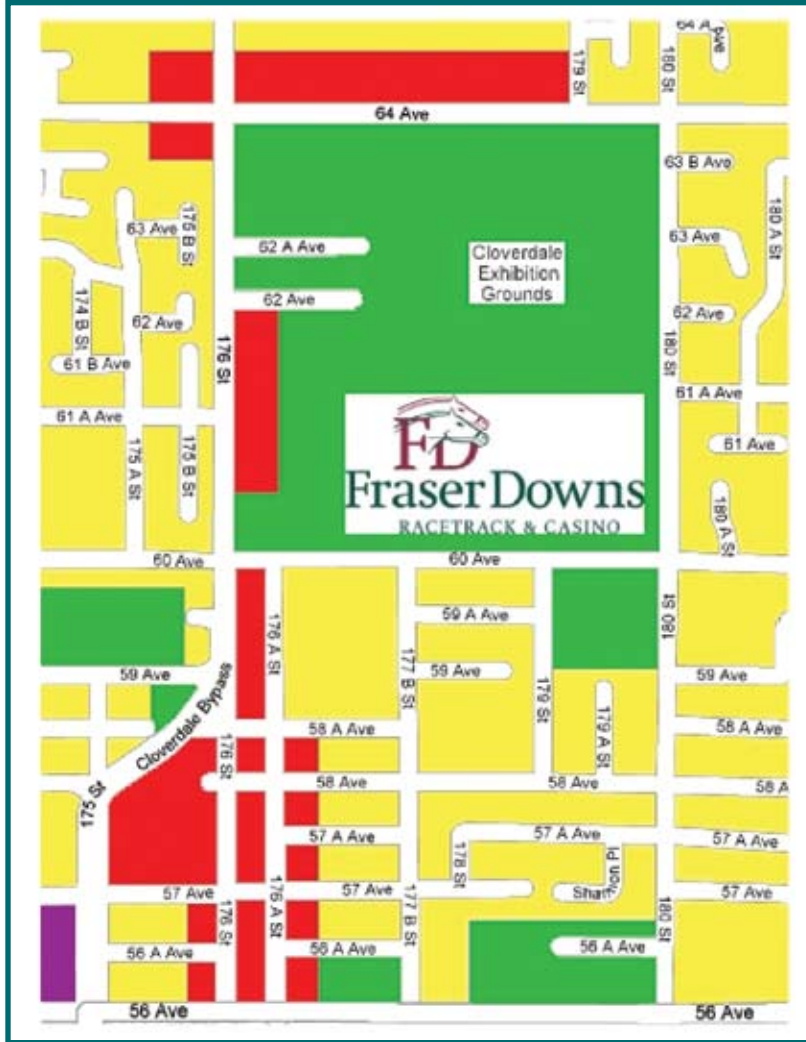 64 A
Ave
179 St
180 St
64 Ave
63 B Ave
180 A St
63 Ave
175 B St
62 A Ave
Cloverdale
Exhibition
Grounds
63 Ave
174 B St
62 Ave
62 Ave
62 Ave
176 St
180 St
61 B Ave
61 A Ave
61 A Ave
FD
61 Ave
175 A St
175 B St
Fraser Downs
RACETRACK & CASINO
180 A St
60 Ave
60 Ave
176 A St
59 A Ave
180 St
177 B St
59 Ave
59 Ave
59 Ave
179 St
Cloverdale Bypass
179 A St
58 A Ave
58 A Ave
176 St
175 St
58 Ave
58 Ave
58 A
57 A Ave
57 A Ave
57 A Ave
178 St
57 Ave
57 Ave
57 Ave
176 St
176 A St
177 B St
180 St
56 A Ave
56 A Ave
56 A Ave
56 Ave
56 Ave